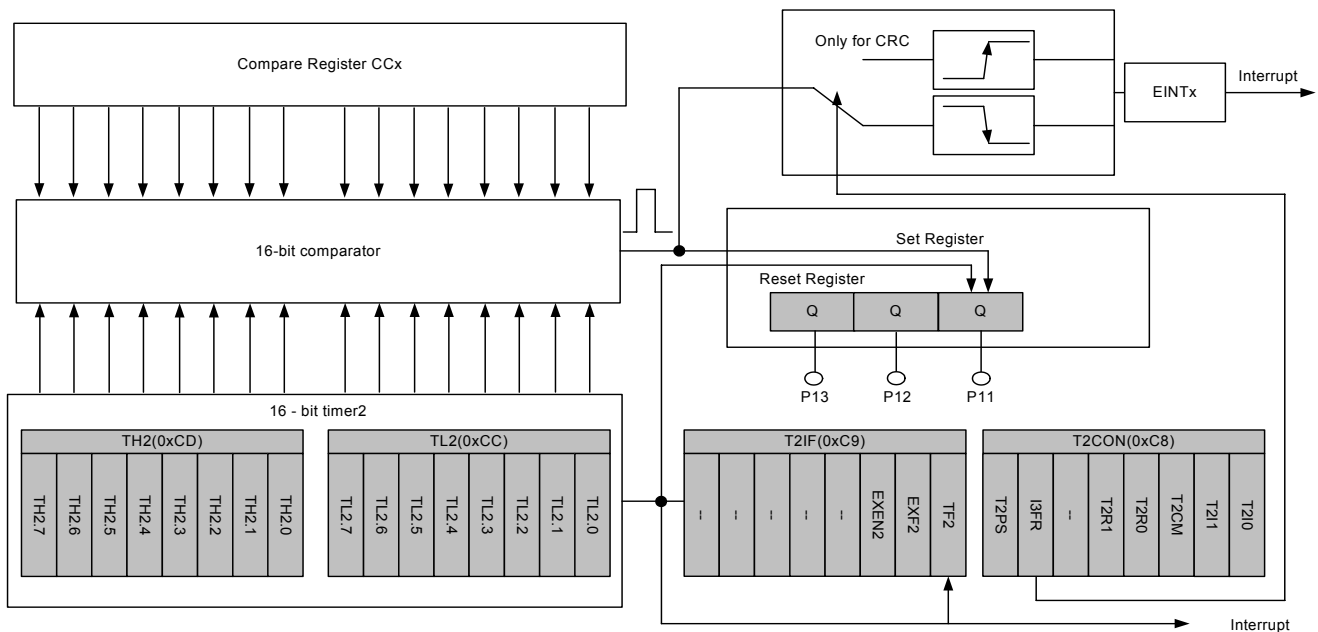 Compare Register CCx
Only for CRC
EINTx
Interrupt
16-bit comparator
Set Register
Reset Register
Q
Q
Q
P13
P12
P11
16 - bit timer2
TH2(0xCD)
TH2.7
TH2.6
TH2.5
TH2.4
TH2.3
TH2.2
TH2.1
TH2.0
TL2(0xCC)
TL2.7
TL2.6
TL2.5
TL2.4
TL2.3
TL2.2
TL2.1
TL2.0
T2IF(0xC9)
--
--
--
--
--
EXEN2
EXF2
TF2
T2CON(0xC8)
T2PS
I3FR
--
T2R1
T2R0
T2CM
T2I1
T2I0
Interrupt